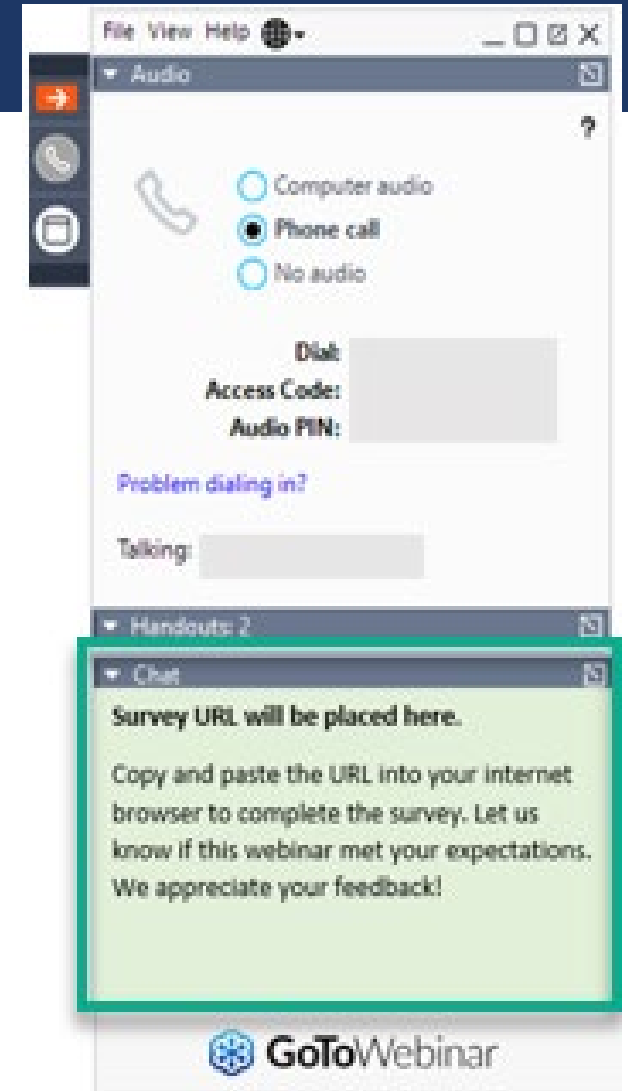 File View Help
Audio
?
Computer audio
Phone call
No audio
Dial:
Access Code:
Audio PIN:
Problem dialing in?
Talking:
Handouts: 2
Chat
Survey URL will be placed here.
Copy and paste the URL into your internet
browser to complete the survey. Let us
know if this webinar met your expectations.
We appreciate your feedback!
GoToWebinar